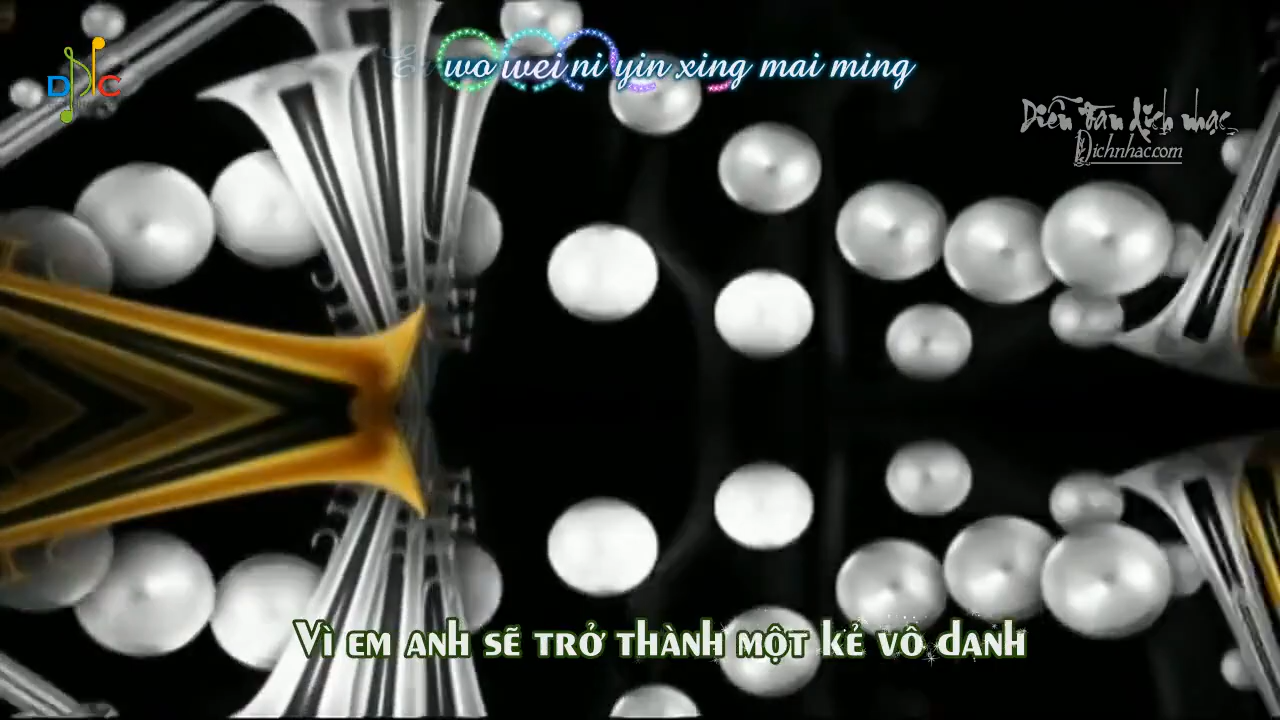 wo wei ni yin xing mai ming
DNC
Diễn đàn dịch nhạc
Dichnhac.com
Vì em anh sẽ trở thành một kẻ vô danh